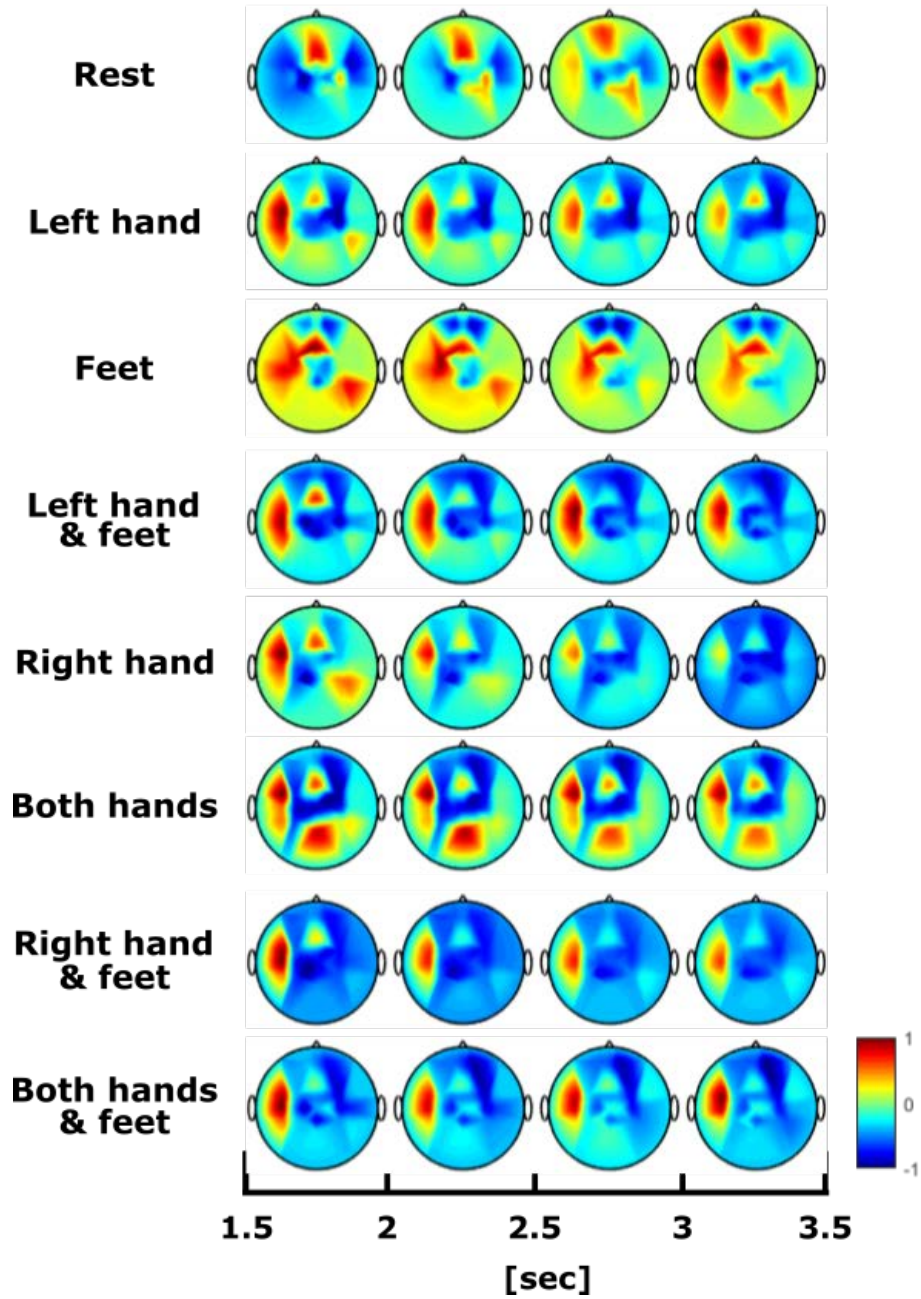 Rest
Left hand
Feet
Left hand
& feet
Right hand
Both hands
Right hand
& feet
Both hands
& feet
1
0
-1
1.5 2 2.5 3 3.5
[sec]